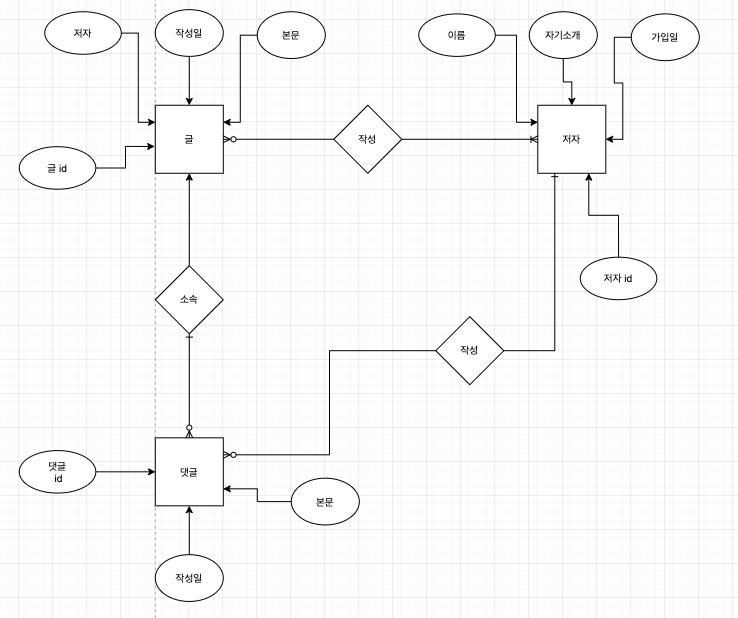 저자
작성일
본문
이름
자기소개
가입일
글
작성
저자
글 id
저자 id
소속
작성
댓글
id
댓글
본문
작성일